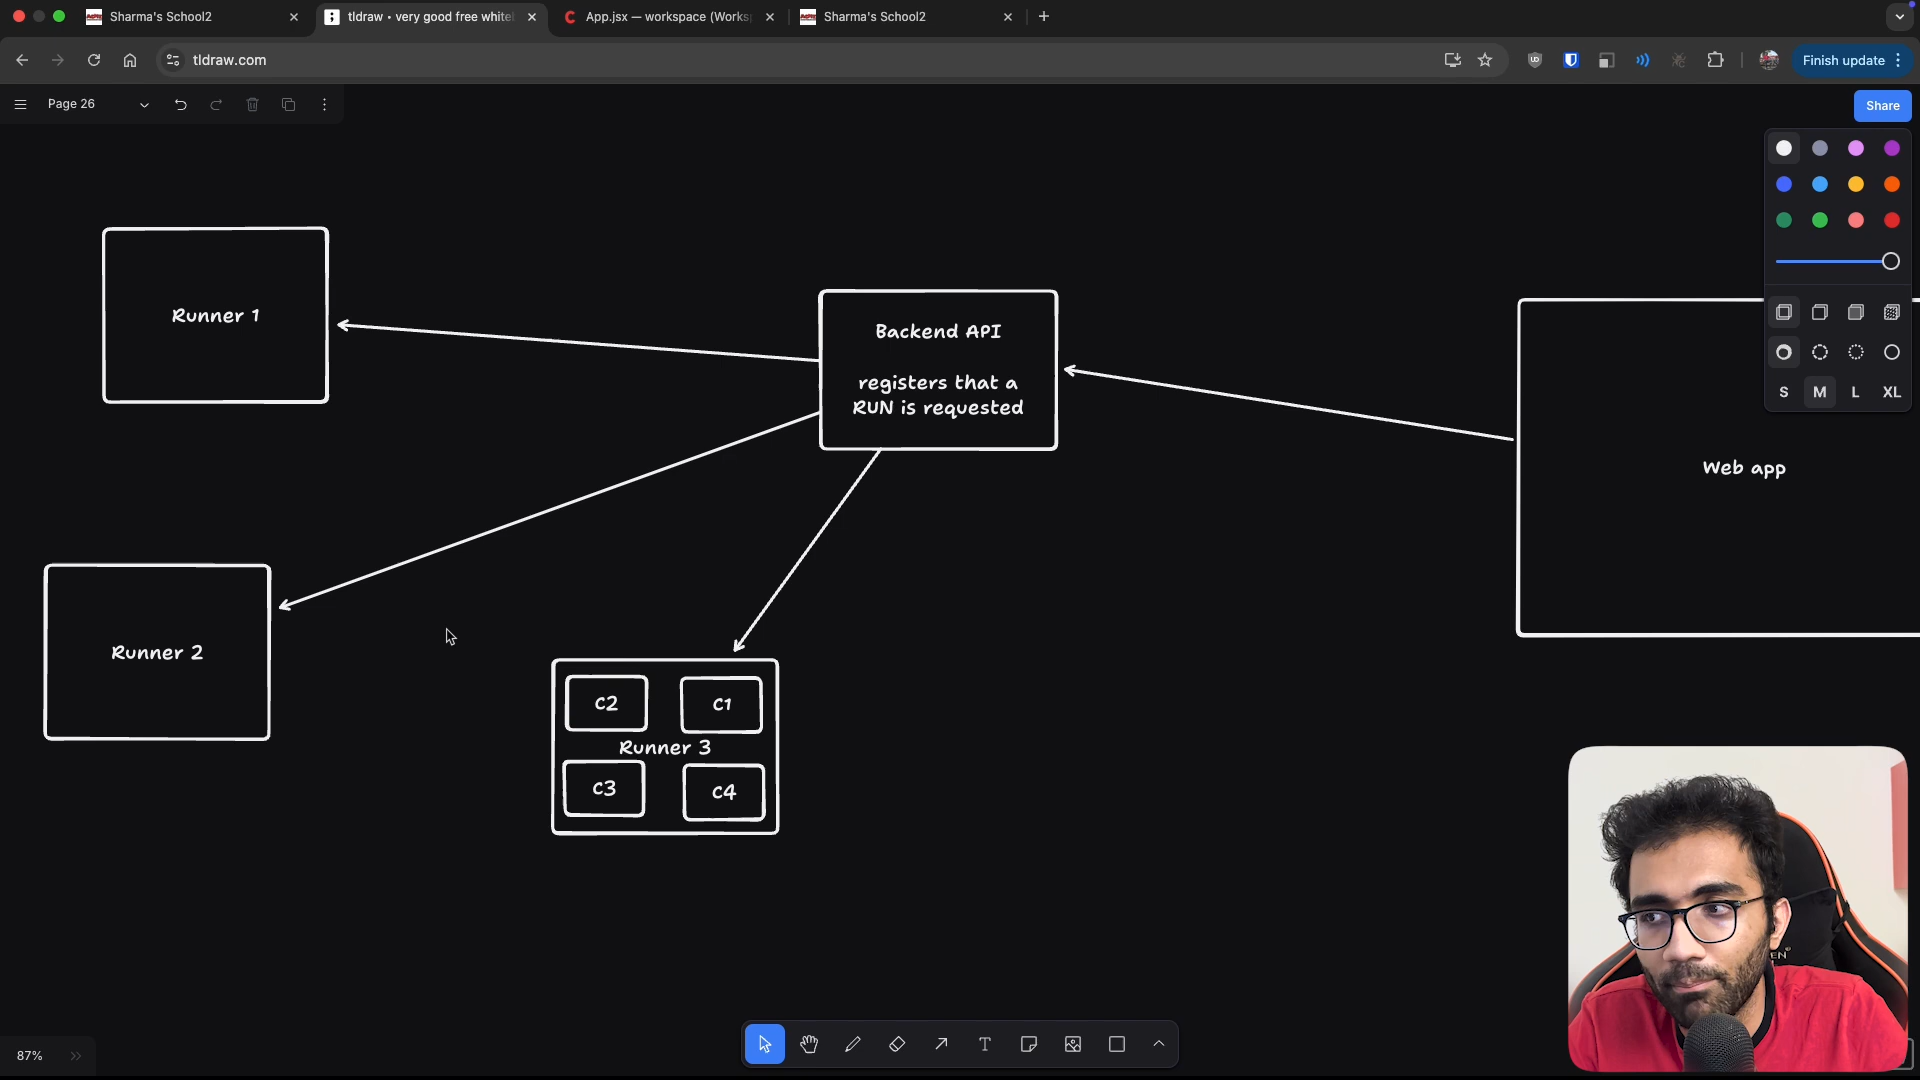 Sharma's School2
tldraw • very good free white
App.jsx — workspace (Works
Sharma's School2
tldraw.com
Finish update
Page 26
Share
S M L XL
Runner 1
Backend API
registers that a
RUN is requested
Web app
Runner 2
C2
C1
Runner 3
C3
C4
87%